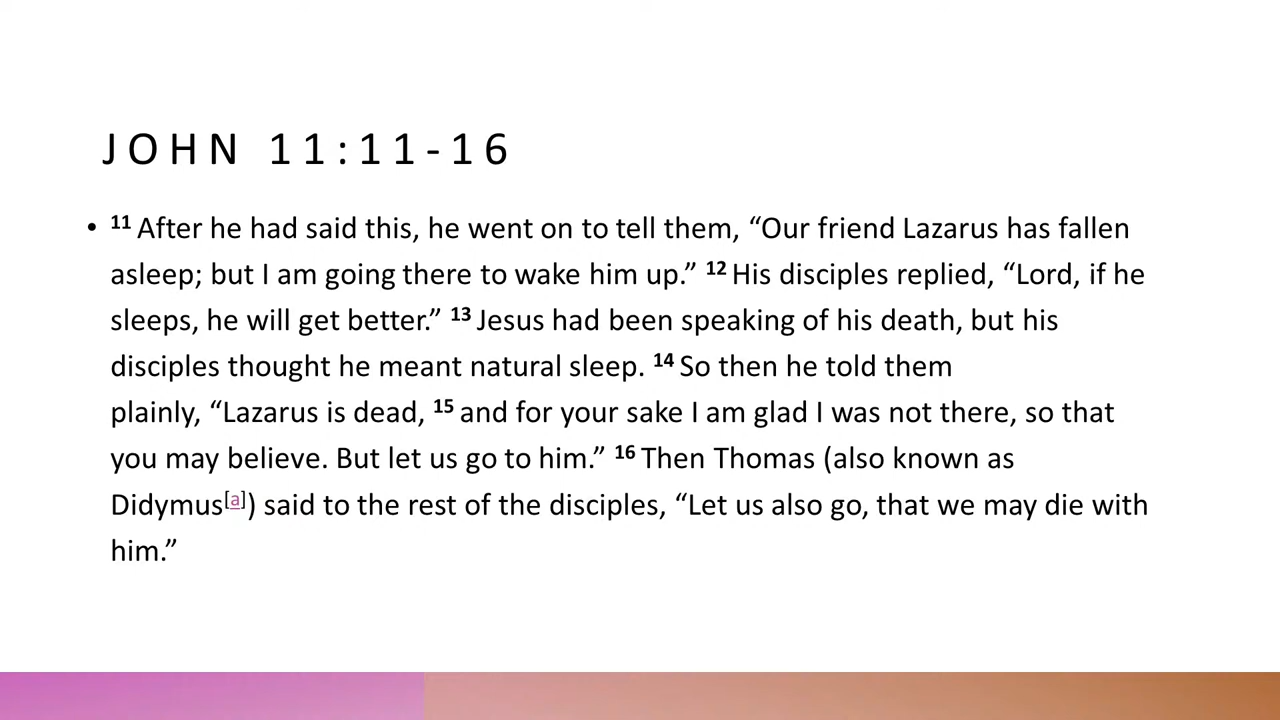 JOHN 11:11-16
• 11 After he had said this, he went on to tell them, “Our friend Lazarus has fallen
asleep; but I am going there to wake him up.” 12 His disciples replied, “Lord, if he
sleeps, he will get better.” 13 Jesus had been speaking of his death, but his
disciples thought he meant natural sleep. 14 So then he told them
plainly, “Lazarus is dead, 15 and for your sake I am glad I was not there, so that
you may believe. But let us go to him.” 16 Then Thomas (also known as
Didymus[a]) said to the rest of the disciples, “Let us also go, that we may die with
him.”